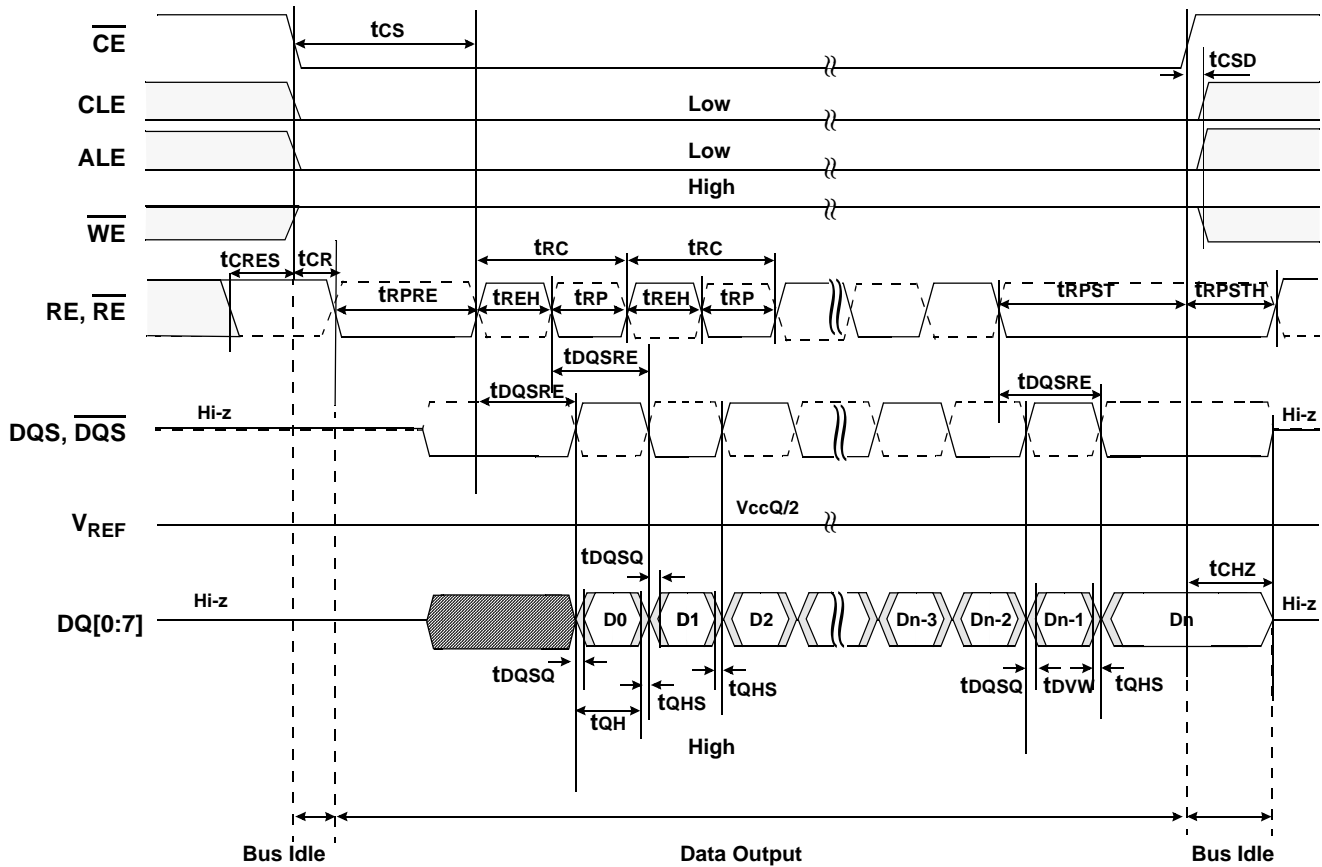 CE
tCS
tCSD
CLE
Low
ALE
Low
High
WE
tCRES
tCR
tRC
tRC
RE, RE
tRPRE
tREH
tRP
tREH
tRP
tRPST
tRPSTH
tDQSRE
tDQSRE
tDQSRE
DQS, DQS
Hi-z
Hi-z
VREF
VccQ/2
tDQSQ
tCHZ
DQ[0:7]
Hi-z
D0
D1
D2
Dn-3
Dn-2
Dn-1
Dn
Hi-z
tDQSQ
tQHS
tQHS
tDQSQ
tDVW
tQHS
tQH
High
Bus Idle
Data Output
Bus Idle